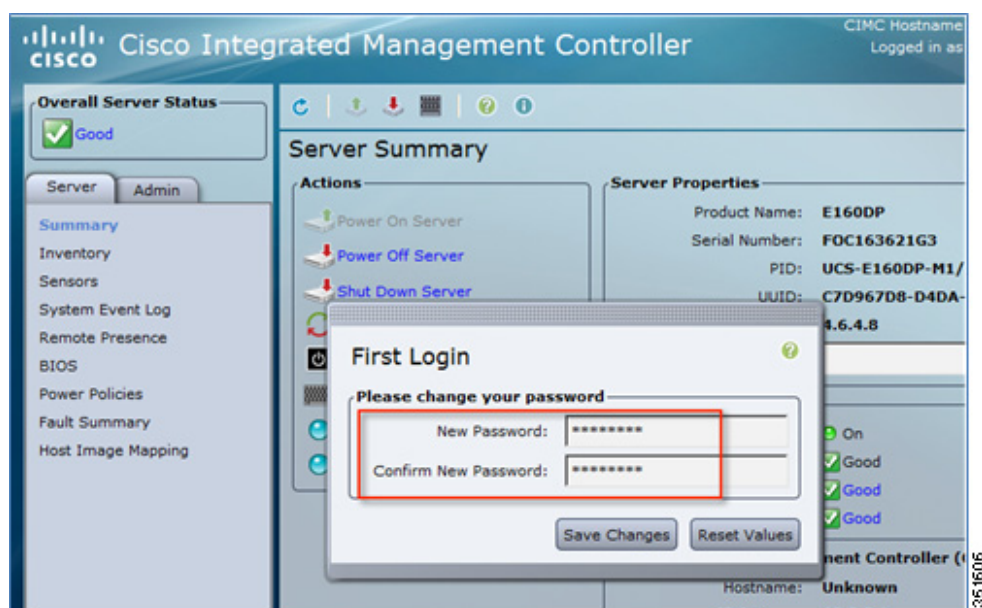 CISCO
Cisco Integrated Management Controller
CIMC Hostname
Logged in as
Overall Server Status
Good
Server
Admin
Summary
Inventory
Sensors
System Event Log
Remote Presence
BIOS
Power Policies
Fault Summary
Host Image Mapping
Server Summary
Actions
Power On Server
Power Off Server
Shut Down Server
Server Properties
Product Name: E160DP
Serial Number: FOC163621G3
PID: UCS-E160DP-M1/
UUID: C7D967D8-D4DA-
4.6.4.8
First Login
Please change your password
New Password: ********
Confirm New Password: ********
Save Changes
Reset Values
On
Good
Good
Good
ment Controller (
Hostname: Unknown
351606